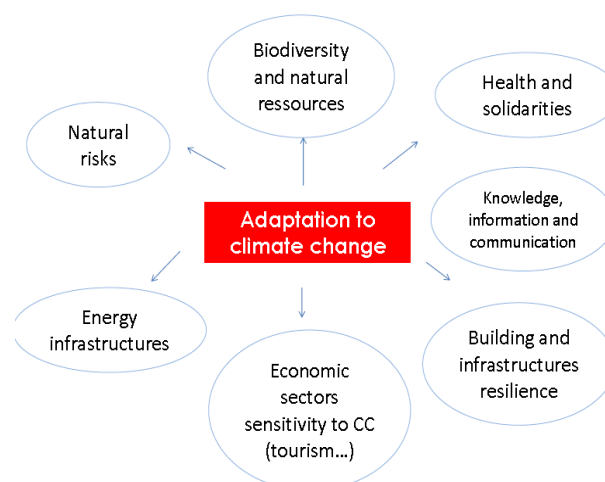 Biodiversity
and natural
ressources
Health and
solidarities
Natural
risks
Knowledge,
information and
communication
Adaptation to
climate change
Energy
infrastructures
Building and
infrastructures
resilience
Economic
sectors
sensitivity to CC
(tourism...)